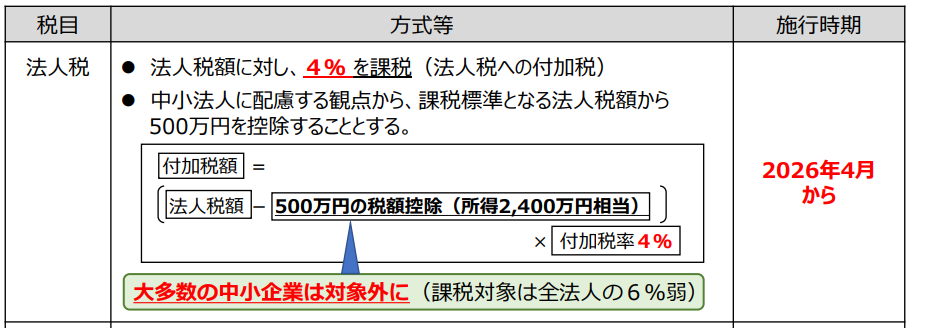 税目 方式等 施行時期
法人税
● 法人税額に対し、４％ を課税（法人税への付加税）
● 中小法人に配慮する観点から、課税標準となる法人税額から
500万円を控除することとする。
付加税額 =
(法人税額 − 500万円の税額控除（所得2,400万円相当）)
× 付加税率４％
大多数の中小企業は対象外に（課税対象は全法人の６％弱）
2026年4月
から